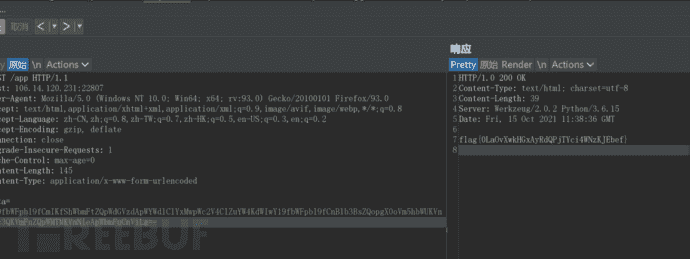 ...
取消 < > 
响应
原始 \n Actions
Pretty 原始 Render \n Actions
ST /app HTTP/1.1
st: 106.14.120.231:22807
er-Agent: Mozilla/5.0 (Windows NT 10.0; Win64; x64; rv:93.0) Gecko/20100101 Firefox/93.0
cept: text/html,application/xhtml+xml,application/xml;q=0.9,image/avif,image/webp,*/*;q=0.8
cept-Language: zh-CN,zh;q=0.8,zh-TW;q=0.7,zh-HK;q=0.5,en-US;q=0.3,en;q=0.2
cept-Encoding: gzip, deflate
nnection: close
grade-Insecure-Requests: 1
che-Control: max-age=0
ntent-Length: 145
ntent-Type: application/x-www-form-urlencoded
ta=
1 HTTP/1.0 200 OK
2 Content-Type: text/html; charset=utf-8
3 Content-Length: 39
4 Server: Werkzeug/2.0.2 Python/3.6.15
5 Date: Fri, 15 Oct 2021 11:38:36 GMT
6
7
8
REEBUF